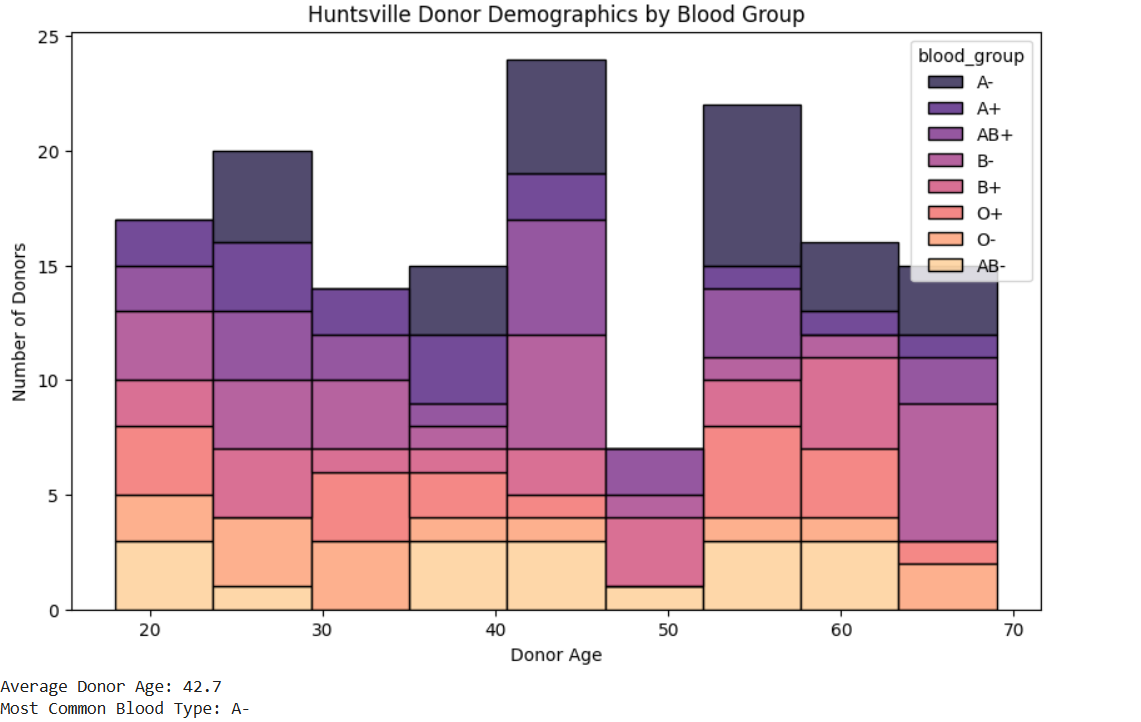 Huntsville Donor Demographics by Blood Group
25
20
15
10
5
0
Number of Donors
blood_group
A-
A+
AB+
B-
B+
O+
O-
AB-
20 30 40 50 60 70
Donor Age
Average Donor Age: 42.7
Most Common Blood Type: A-